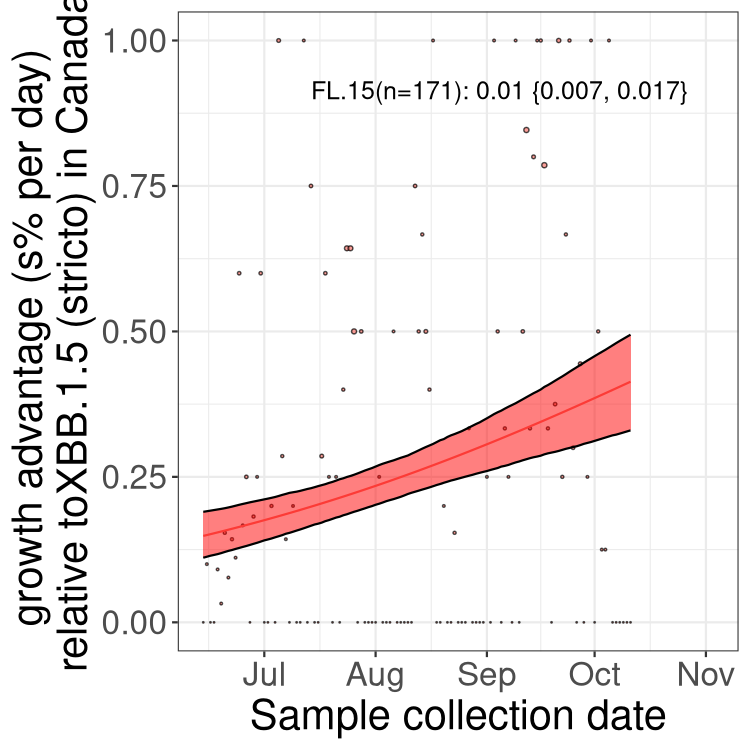 growth advantage (s% per day)
relative toXBB.1.5 (stricto) in Canada
1.00
0.75
0.50
0.25
0.00
FL.15(n=171): 0.01 {0.007, 0.017}
Jul Aug Sep Oct Nov
Sample collection date